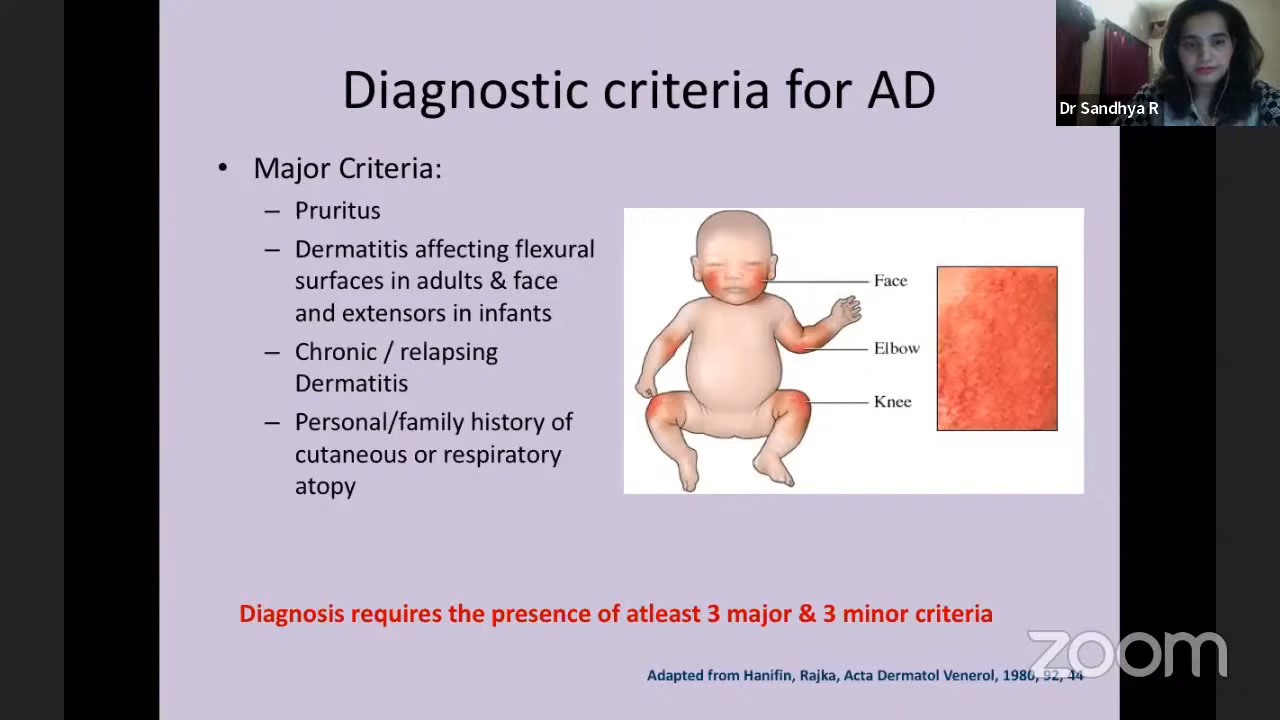 Diagnostic criteria for AD
Dr Sandhya R
• Major Criteria:
– Pruritus
– Dermatitis affecting flexural
surfaces in adults & face
and extensors in infants
– Chronic / relapsing
Dermatitis
– Personal/family history of
cutaneous or respiratory
atopy
Face
Elbow
Knee
Diagnosis requires the presence of atleast 3 major & 3 minor criteria
zoom
Adapted from Hanifin, Rajka, Acta Dermatol Venerol, 1980, 92, 44